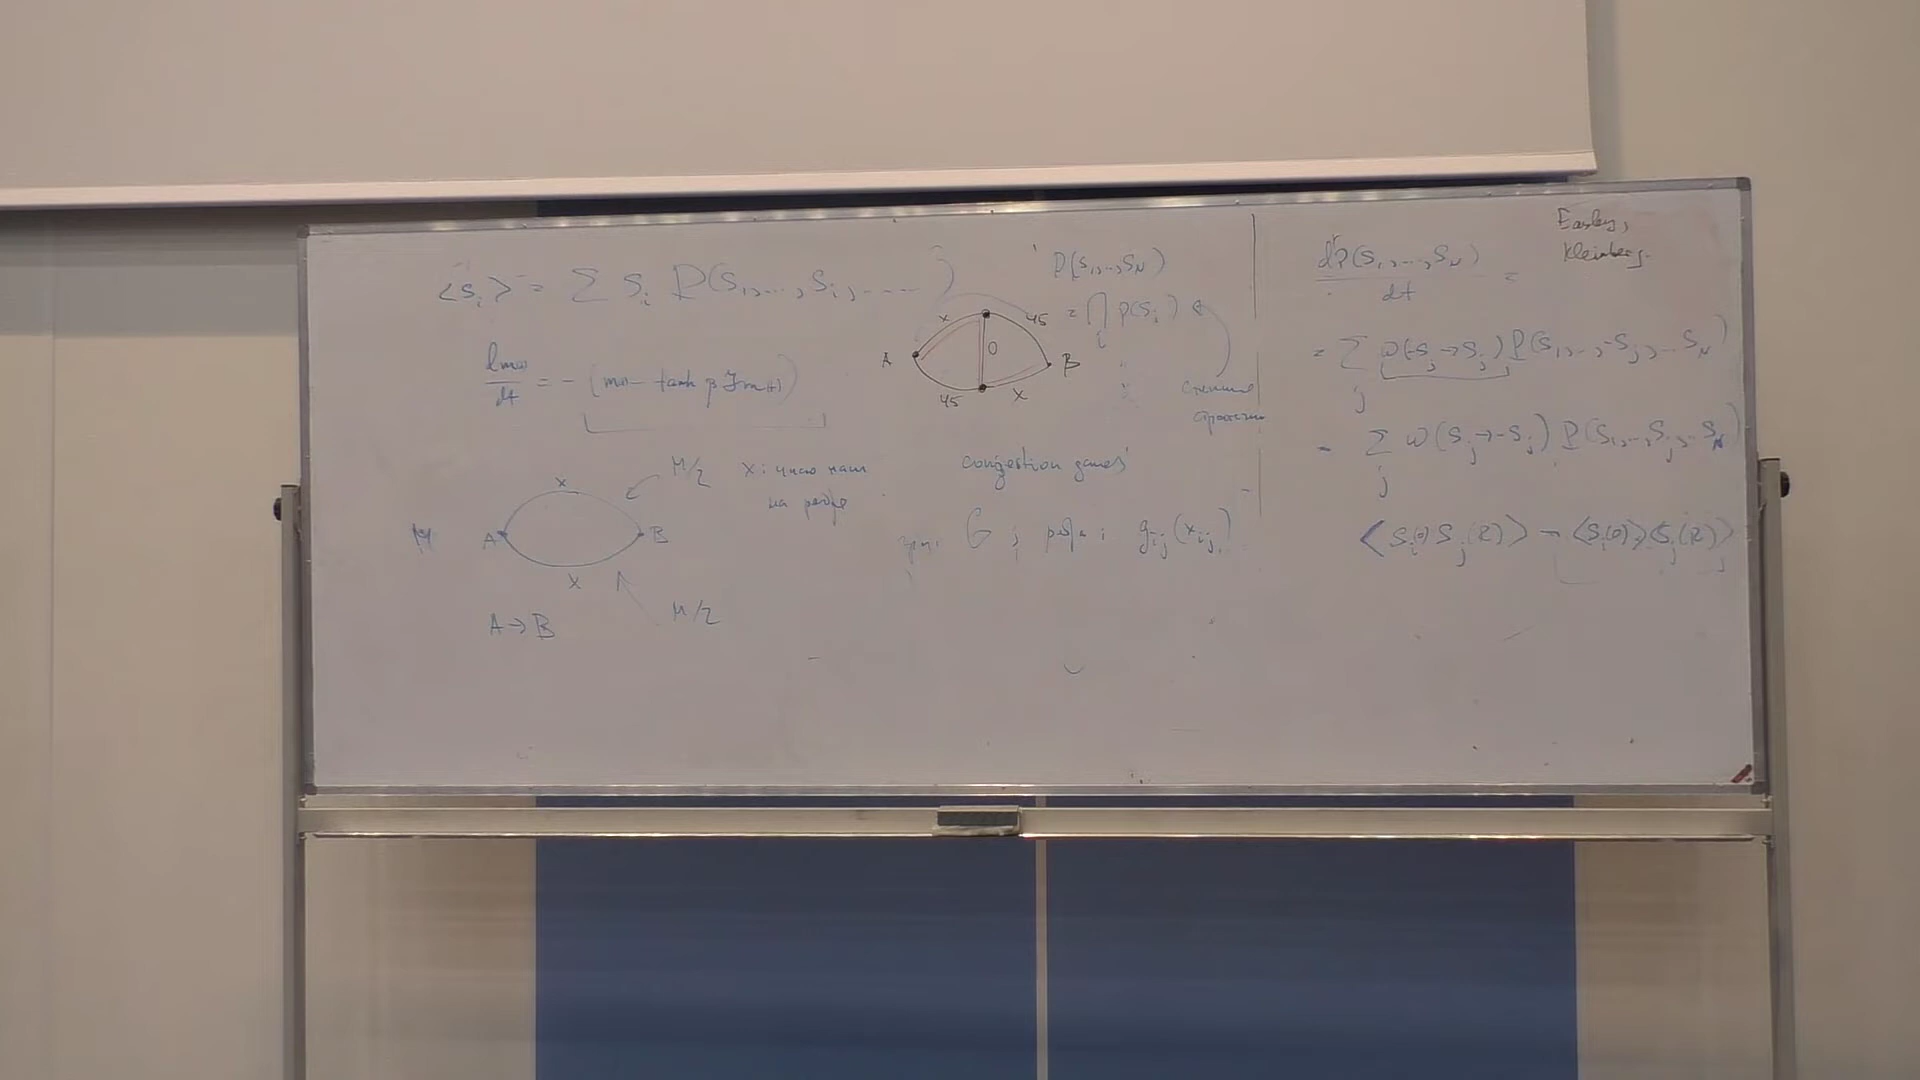 <S_i> = Σ S_i P(S_1, ..., S_i, ....)
dm(t)/dt = - (m(t) - tanh β J m(t))
x
A B
x
M
M/2
x: число маш
на ребре
A → B
M/2
x 45
A 0 B
45 x
P(S_1, .., S_N)
= ∏_i p(S_i)
congestion games
G ; ребра : g_ij(x_ij)
Easley,
Kleinberg.
dP(S_1, ..., S_N)/dt =
= Σ_j w(-S_j → S_j) P(S_1, .., -S_j, .. S_N)
- Σ_j w(S_j → -S_j) P(S_1, .., S_j, .. S_N)
<S_i(0) S_j(R)> - <S_i(0)><S_j(R)>